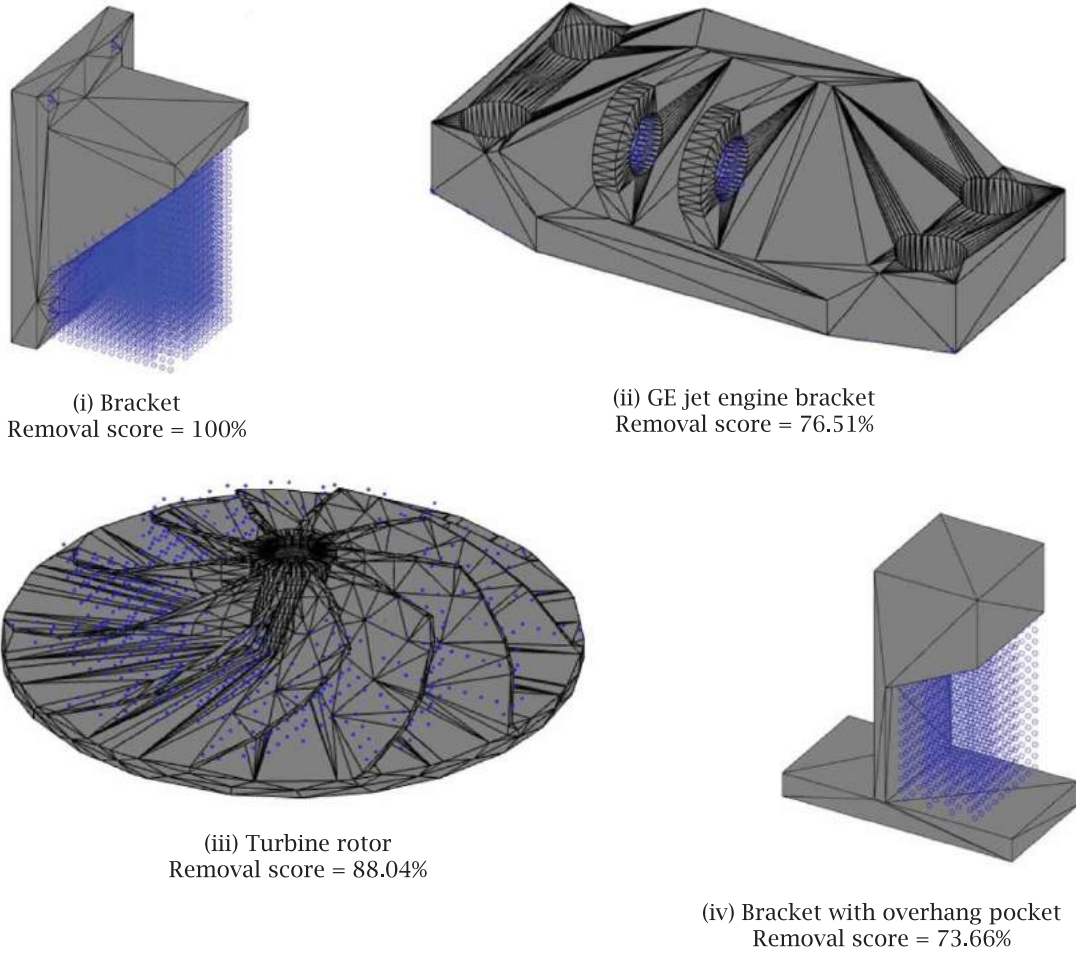 (i) Bracket
Removal score = 100%
(ii) GE jet engine bracket
Removal score = 76.51%
(iii) Turbine rotor
Removal score = 88.04%
(iv) Bracket with overhang pocket
Removal score = 73.66%